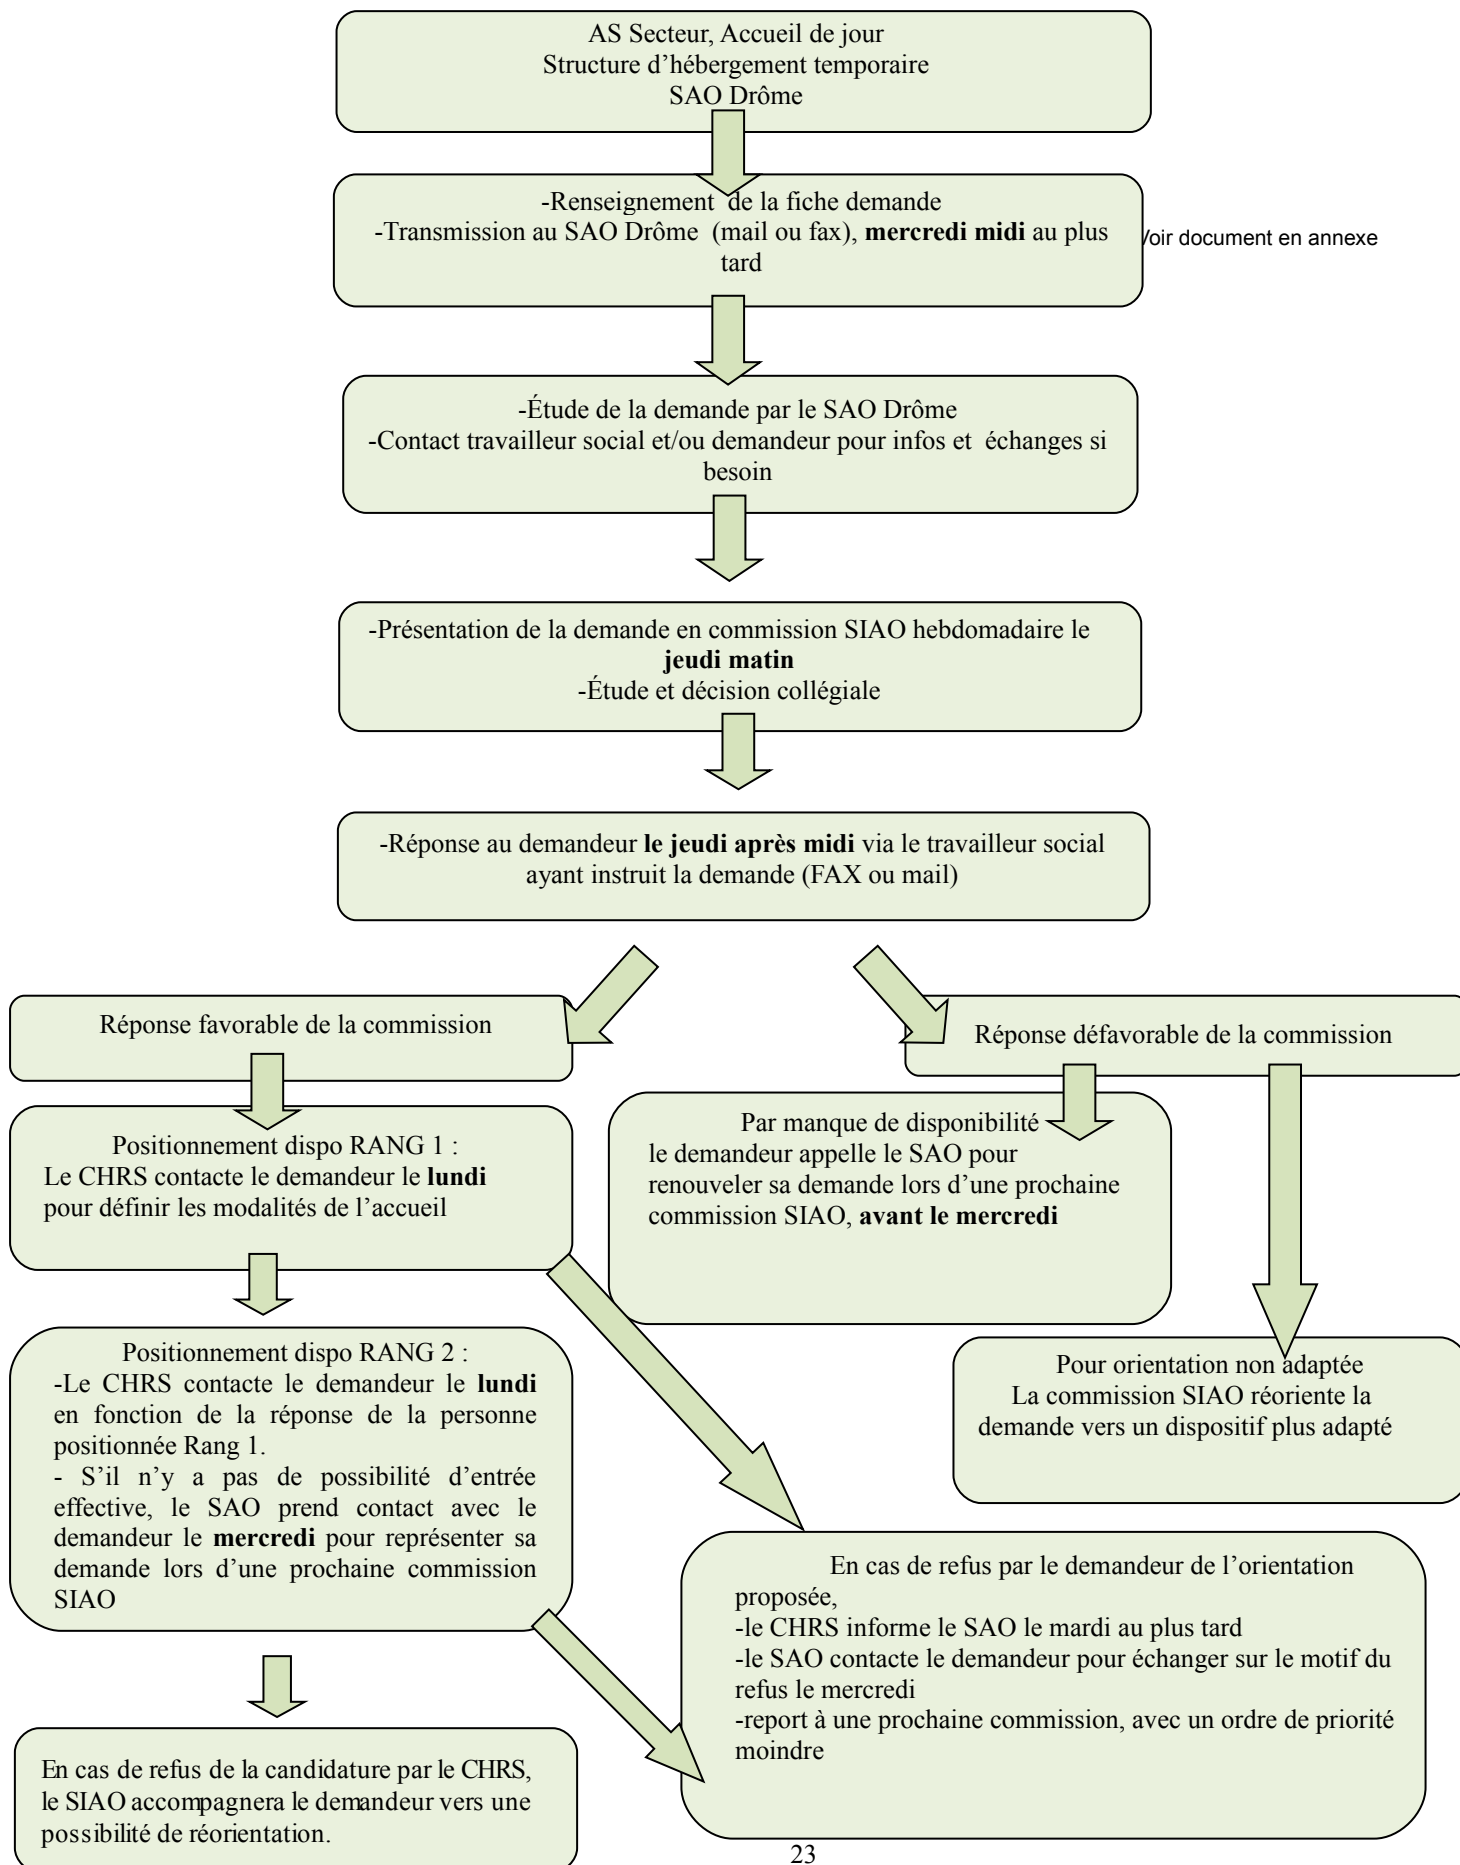 AS Secteur, Accueil de jour
Structure d’hébergement temporaire
SAO Drôme
-Renseignement de la fiche demande
-Transmission au SAO Drôme (mail ou fax), mercredi midi au plus
tard
Voir document en annexe
-Étude de la demande par le SAO Drôme
-Contact travailleur social et/ou demandeur pour infos et échanges si
besoin
-Présentation de la demande en commission SIAO hebdomadaire le
jeudi matin
-Étude et décision collégiale
-Réponse au demandeur le jeudi après midi via le travailleur social
ayant instruit la demande (FAX ou mail)
Réponse favorable de la commission
Réponse défavorable de la commission
Positionnement dispo RANG 1 :
Le CHRS contacte le demandeur le lundi
pour définir les modalités de l’accueil
Par manque de disponibilité
le demandeur appelle le SAO pour
renouveler sa demande lors d’une prochaine
commission SIAO, avant le mercredi
Positionnement dispo RANG 2 :
-Le CHRS contacte le demandeur le lundi
en fonction de la réponse de la personne
positionnée Rang 1.
- S’il n’y a pas de possibilité d’entrée
effective, le SAO prend contact avec le
demandeur le mercredi pour représenter sa
demande lors d’une prochaine commission
SIAO
Pour orientation non adaptée
La commission SIAO réoriente la
demande vers un dispositif plus adapté
En cas de refus par le demandeur de l’orientation
proposée,
-le CHRS informe le SAO le mardi au plus tard
-le SAO contacte le demandeur pour échanger sur le motif du
refus le mercredi
-report à une prochaine commission, avec un ordre de priorité
moindre
En cas de refus de la candidature par le CHRS,
le SIAO accompagnera le demandeur vers une
possibilité de réorientation.
23